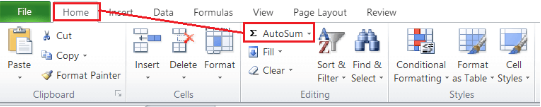 File Home Insert Data Formulas View Page Layout Review
Paste Cut Copy Format Painter
Insert Delete Format
Σ AutoSum Fill Clear
Sort & Filter Find & Select
Conditional Formatting Format as Table Cell Styles
Clipboard Cells Editing Styles